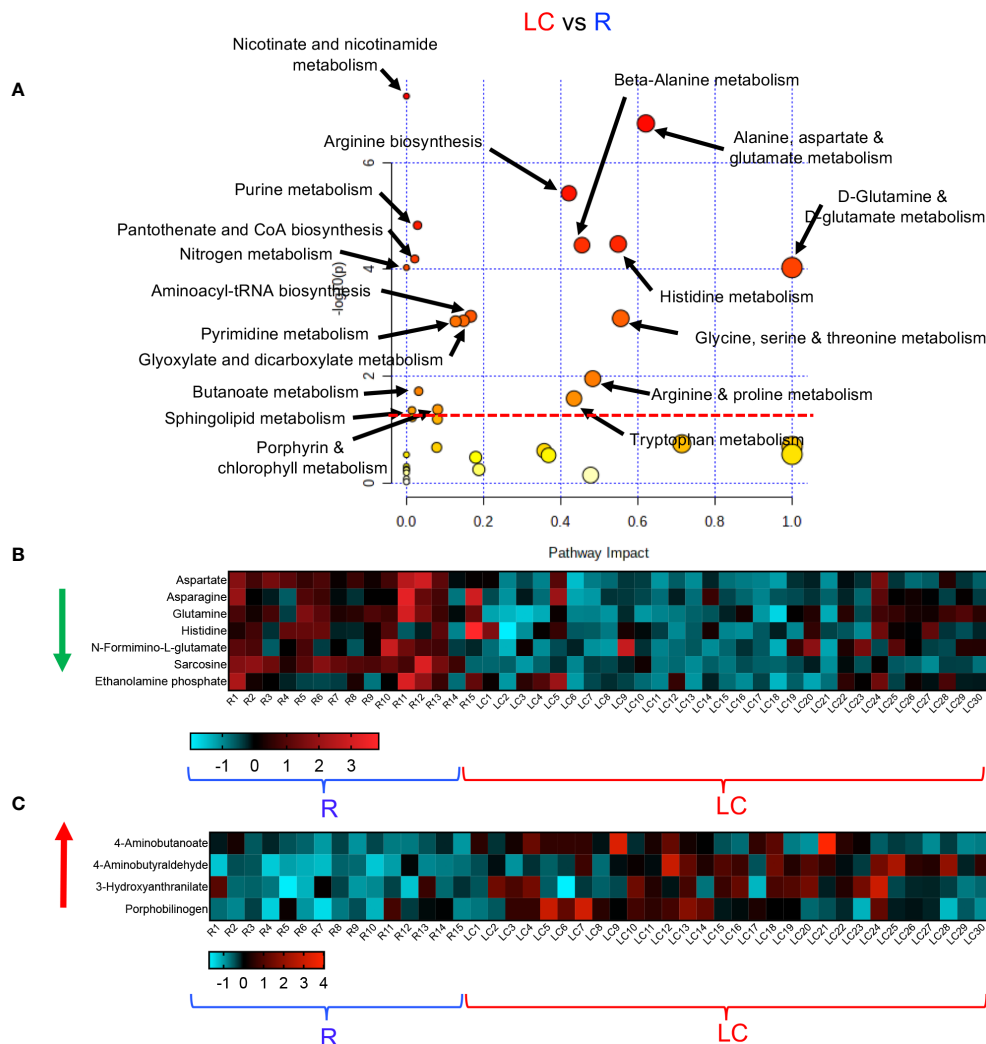 LC vs R
A
Nicotinate and nicotinamide
metabolism
Beta-Alanine metabolism
Arginine biosynthesis
Alanine, aspartate &
glutamate metabolism
Purine metabolism
D-Glutamine &
D-glutamate metabolism
Pantothenate and CoA biosynthesis
Nitrogen metabolism
Aminoacyl-tRNA biosynthesis
Histidine metabolism
Pyrimidine metabolism
Glycine, serine & threonine metabolism
Glyoxylate and dicarboxylate metabolism
Butanoate metabolism
Arginine & proline metabolism
Sphingolipid metabolism
Tryptophan metabolism
Porphyrin &
chlorophyll metabolism
-log10(p)
6
4
2
0
0.0 0.2 0.4 0.6 0.8 1.0
Pathway Impact
B
Aspartate
Asparagine
Glutamine
Histidine
N-Formimino-L-glutamate
Sarcosine
Ethanolamine phosphate
R1 R2 R3 R4 R5 R6 R7 R8 R9 R10 R11 R12 R13 R14 R15 LC1 LC2 LC3 LC4 LC5 LC6 LC7 LC8 LC9 LC10 LC11 LC12 LC13 LC14 LC15 LC16 LC17 LC18 LC19 LC20 LC21 LC22 LC23 LC24 LC25 LC26 LC27 LC28 LC29 LC30
-1 0 1 2 3
R LC
C
4-Aminobutanoate
4-Aminobutyraldehyde
3-Hydroxyanthranilate
Porphobilinogen
R1 R2 R3 R4 R5 R6 R7 R8 R9 R10 R11 R12 R13 R14 R15 LC1 LC2 LC3 LC4 LC5 LC6 LC7 LC8 LC9 LC10 LC11 LC12 LC13 LC14 LC15 LC16 LC17 LC18 LC19 LC20 LC21 LC22 LC23 LC24 LC25 LC26 LC27 LC28 LC29 LC30
-1 0 1 2 3 4
R LC